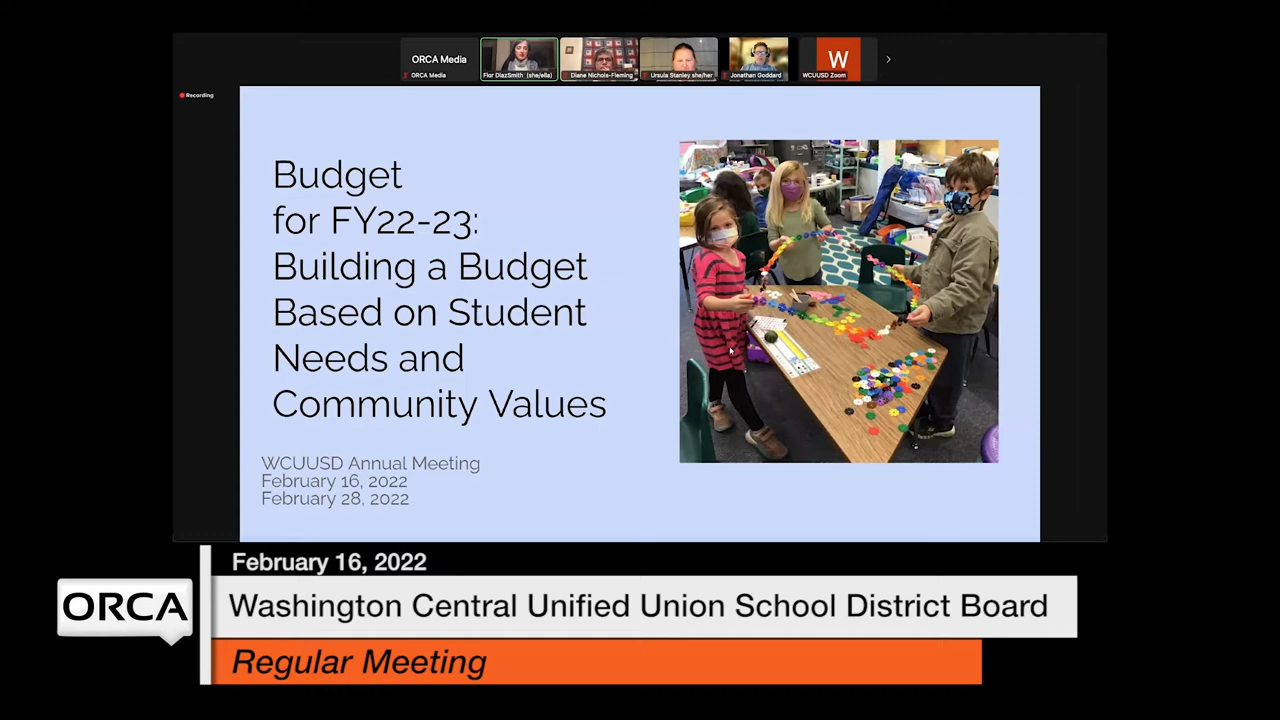 ORCA Media
ORCA Media
Flor DiazSmith (she/ella)
Diane Nichols-Fleming
Ursula Stanley she/her
Jonathan Goddard
W
WCUUSD Zoom
Recording
Budget
for FY22-23:
Building a Budget
Based on Student
Needs and
Community Values
WCUUSD Annual Meeting
February 16, 2022
February 28, 2022
February 16, 2022
ORCA
Washington Central Unified Union School District Board
Regular Meeting